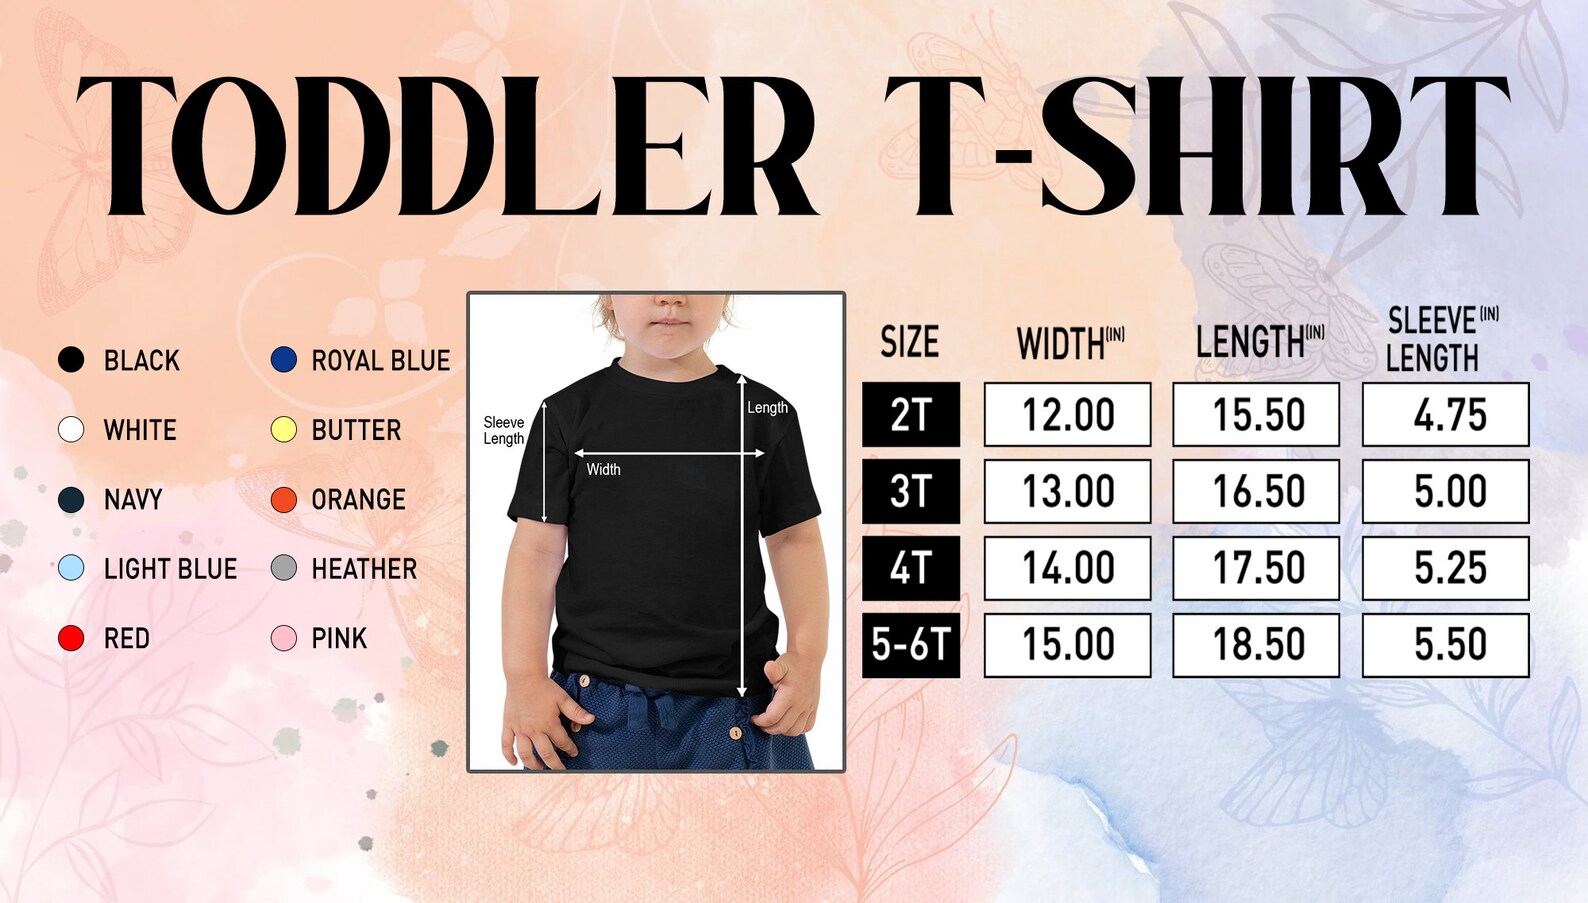 TODDLER T-SHIRT
BLACK
WHITE
NAVY
LIGHT BLUE
RED
ROYAL BLUE
BUTTER
ORANGE
HEATHER
PINK
Sleeve
Length
Width
Length
SIZE WIDTH(IN) LENGTH(IN) SLEEVE(IN)
LENGTH
2T 12.00 15.50 4.75
3T 13.00 16.50 5.00
4T 14.00 17.50 5.25
5-6T 15.00 18.50 5.50